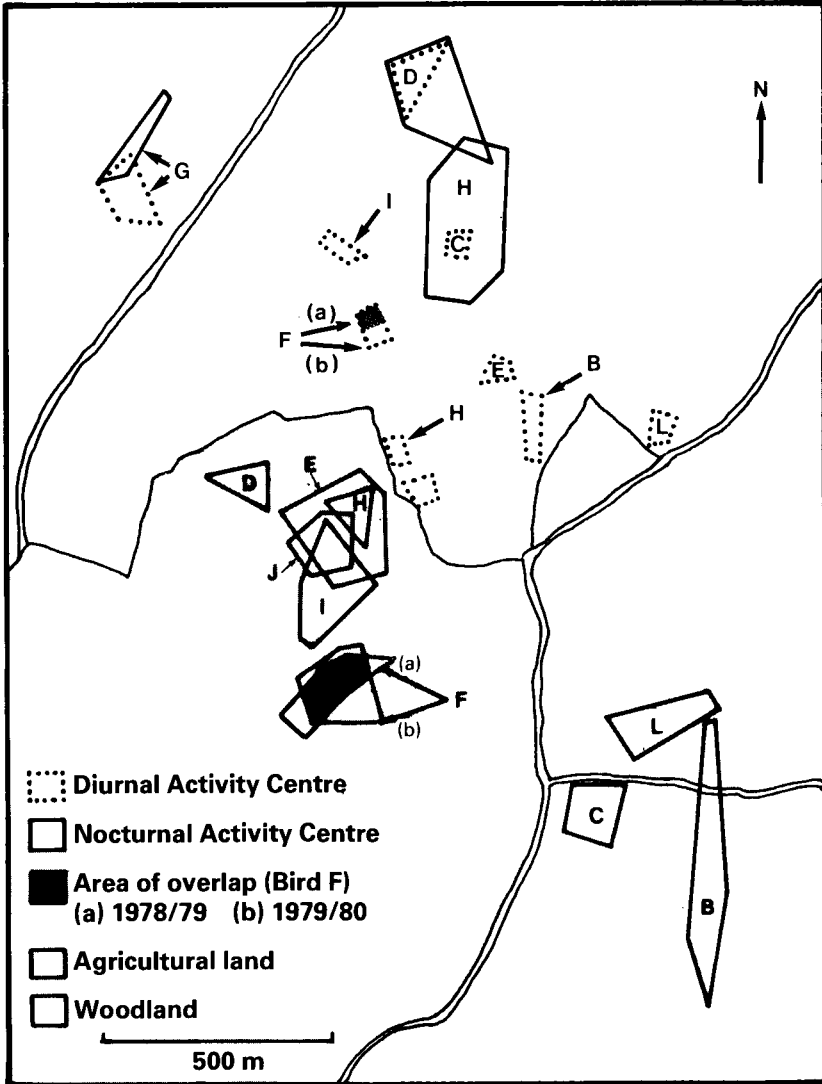 D
N
G
H
I
C
(a)
F
(b)
E
B
L
H
E
D
H
J
I
(a)
F
(b)
L
C
B
Diurnal Activity Centre
Nocturnal Activity Centre
Area of overlap (Bird F)
(a) 1978/79 (b) 1979/80
Agricultural land
Woodland
500 m